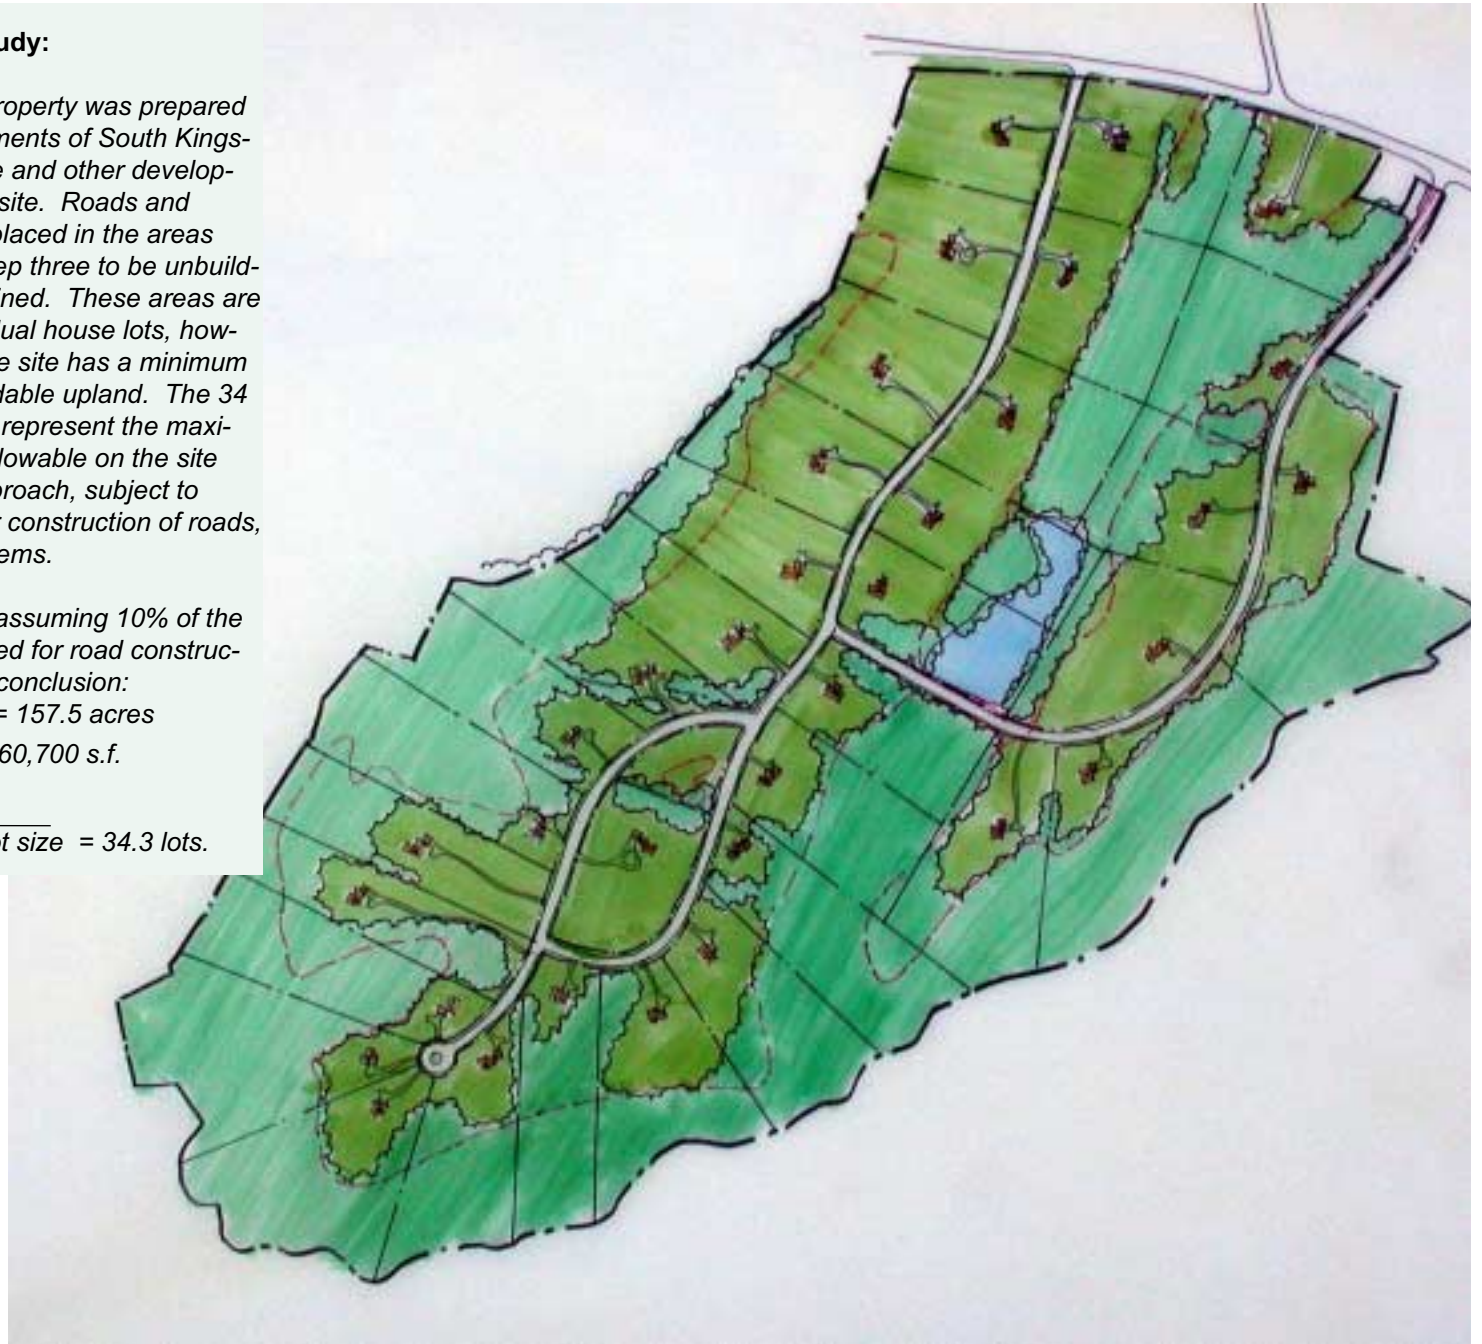 udy:
roperty was prepared
ments of South Kings-
e and other develop-
site. Roads and
placed in the areas
ep three to be unbuild-
ined. These areas are
dual house lots, how-
e site has a minimum
dable upland. The 34
represent the maxi-
lowable on the site
proach, subject to
r construction of roads,
ems.
assuming 10% of the
ed for road construc-
conclusion:
= 157.5 acres
60,700 s.f.
ot size = 34.3 lots.